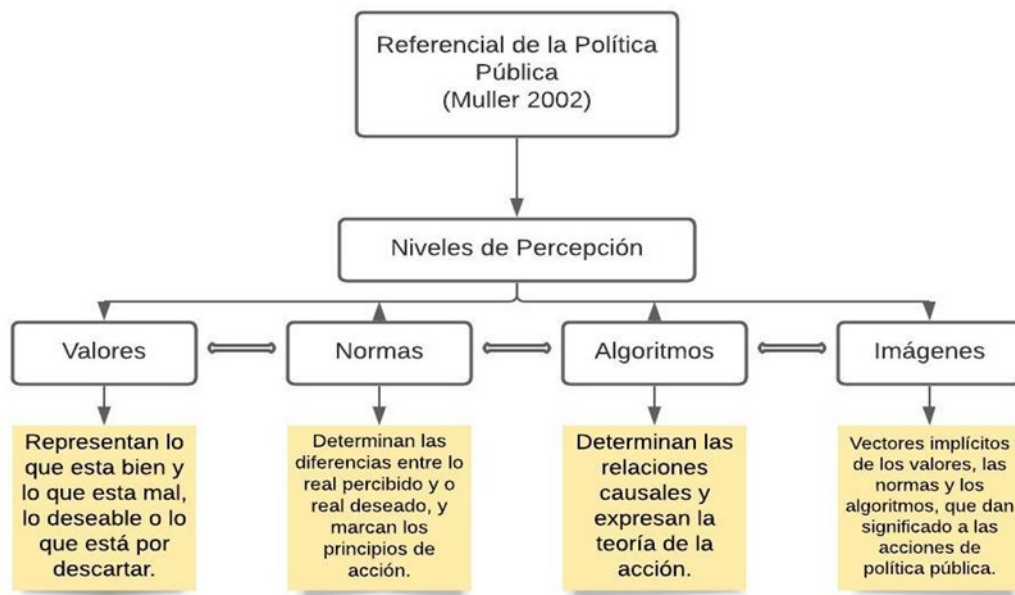 Referencial de la Política
Pública
(Muller 2002)
Niveles de Percepción
Valores
Normas
Algoritmos
Imágenes
Representan lo
que esta bien y
lo que esta mal,
lo deseable o lo
que está por
descartar.
Determinan las
diferencias entre lo
real percibido y o
real deseado, y
marcan los
principios de
acción.
Determinan las
relaciones
causales y
expresan la
teoría de la
acción.
Vectores implícitos
de los valores, las
normas y los
algoritmos, que dan
significado a las
acciones de
política pública.